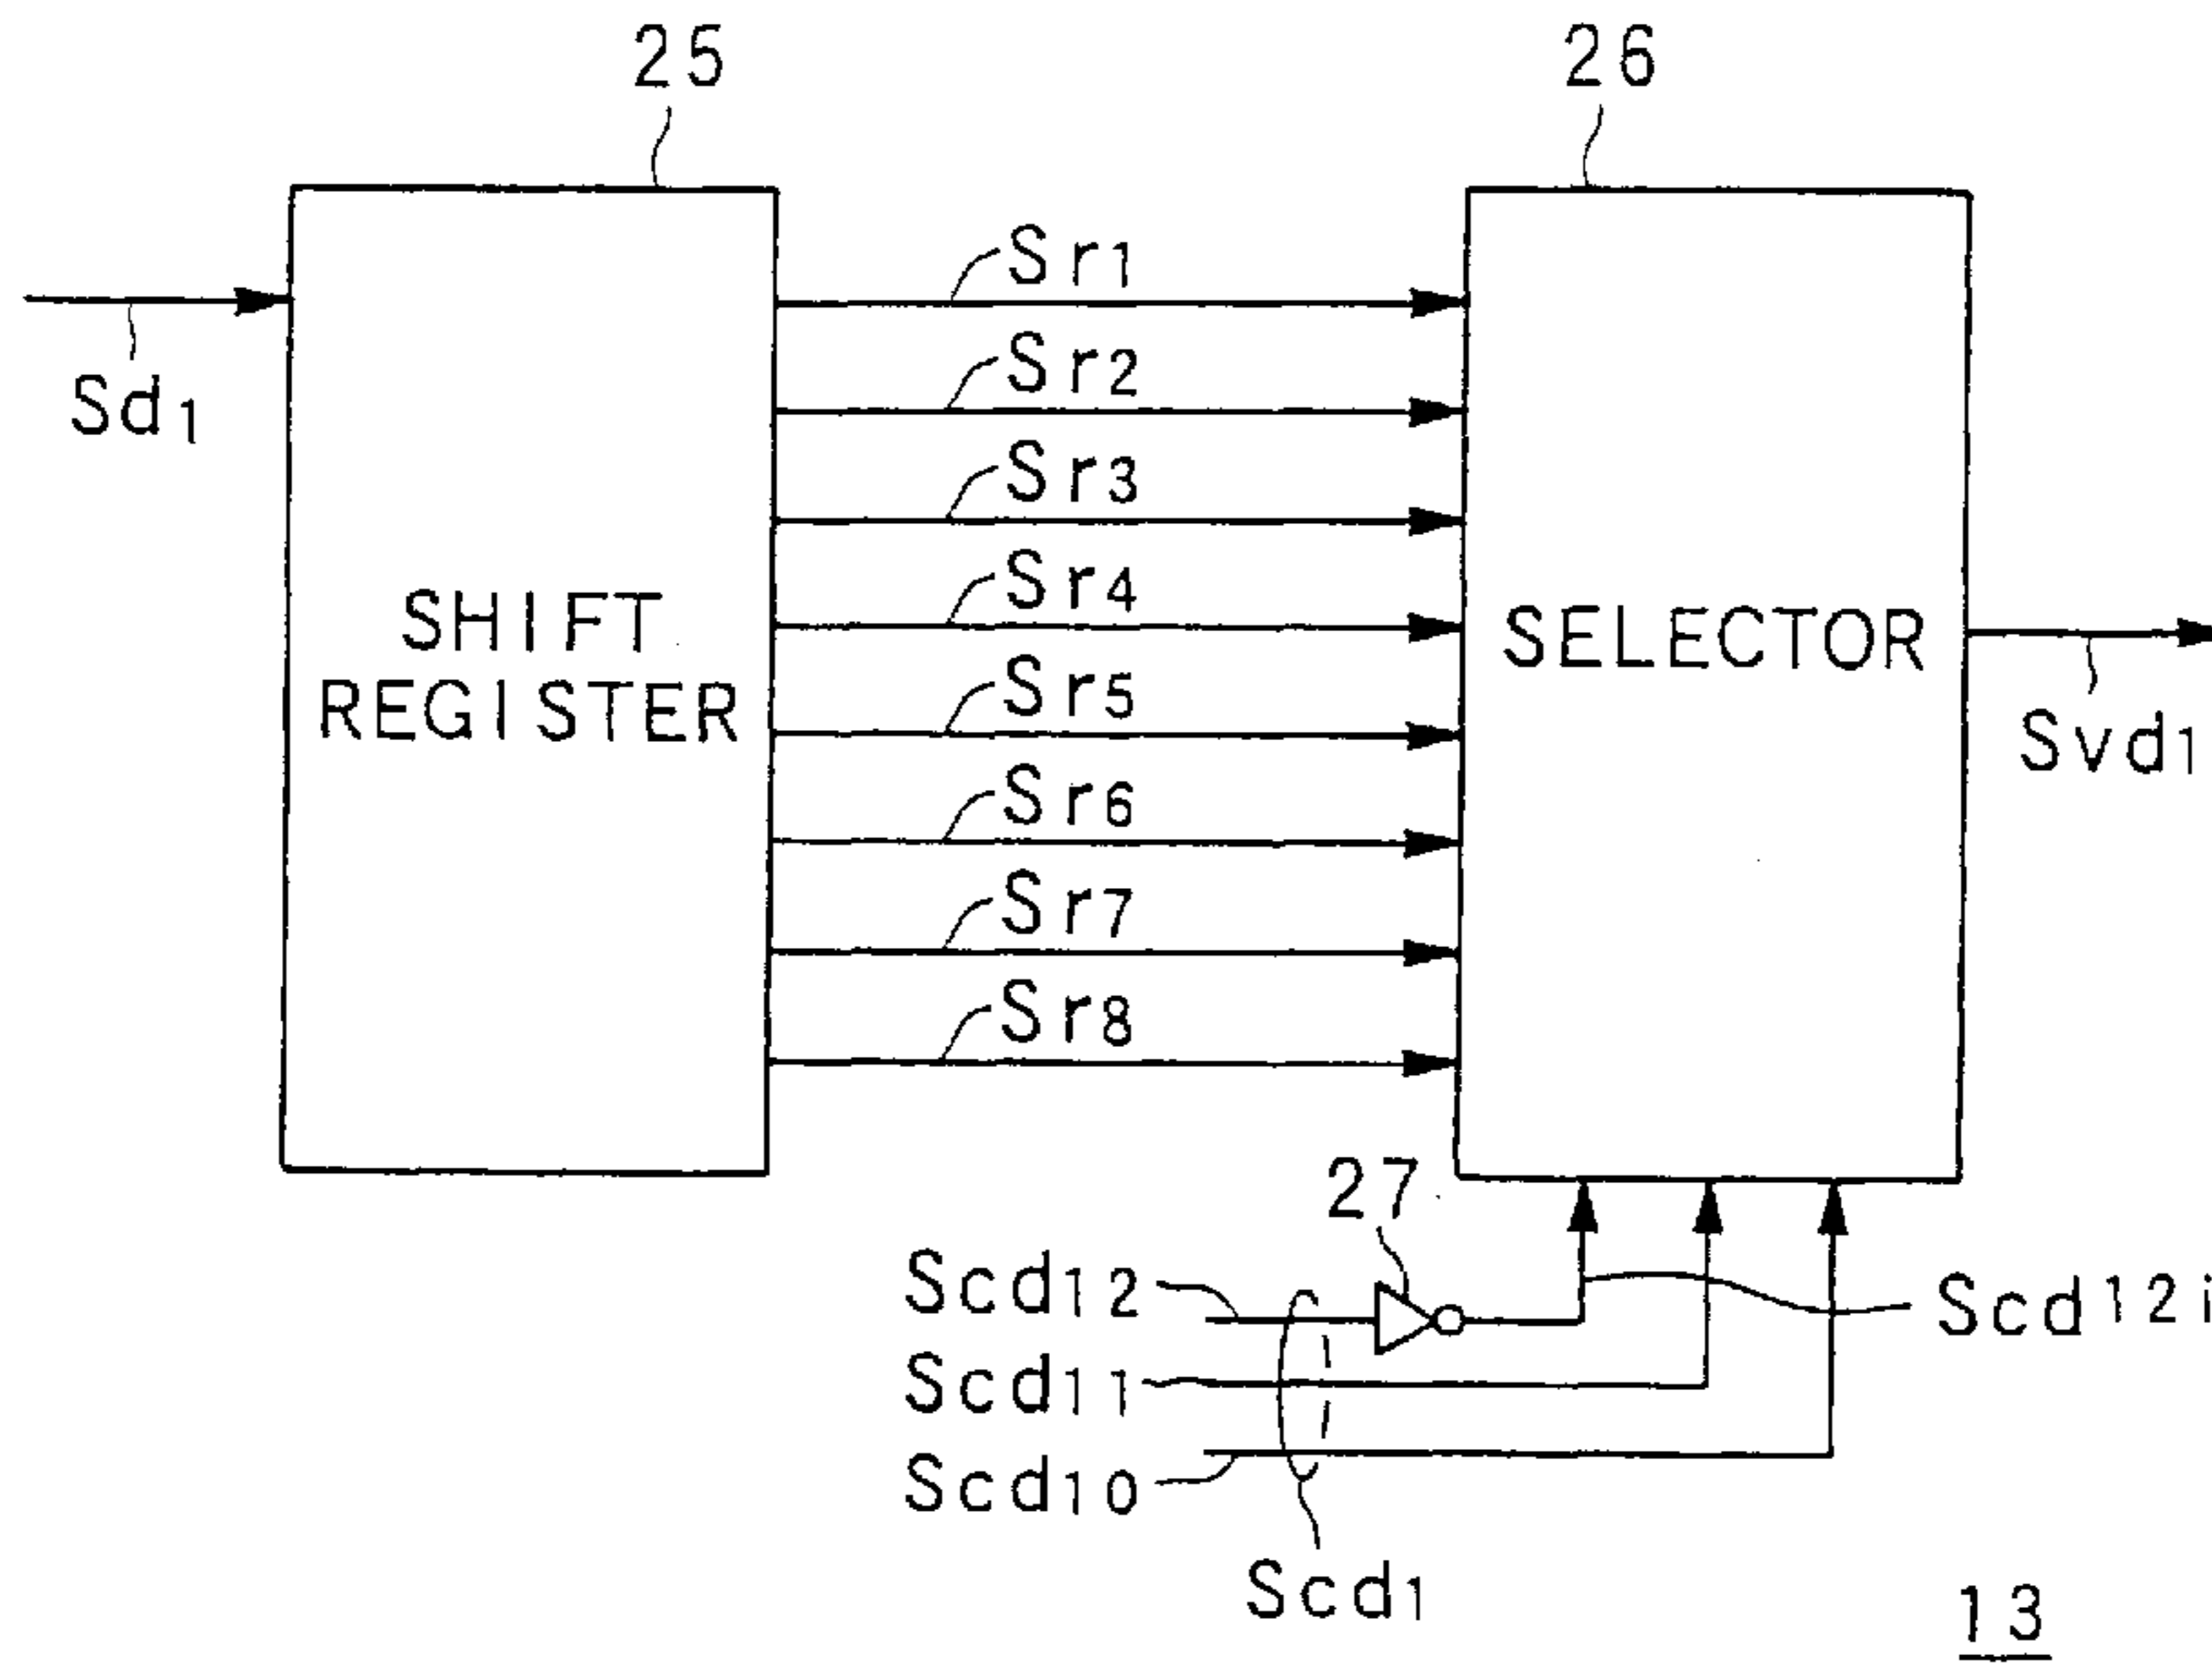 25
26
Sr1
Sr2
Sd1
Sr3
Sr4
SHIFT
REGISTER
SELECTOR
Sr5
Svd1
Sr6
Sr7
Sr8
27
Scd12
Scd12i
Scd11
Scd10
Scd1
13